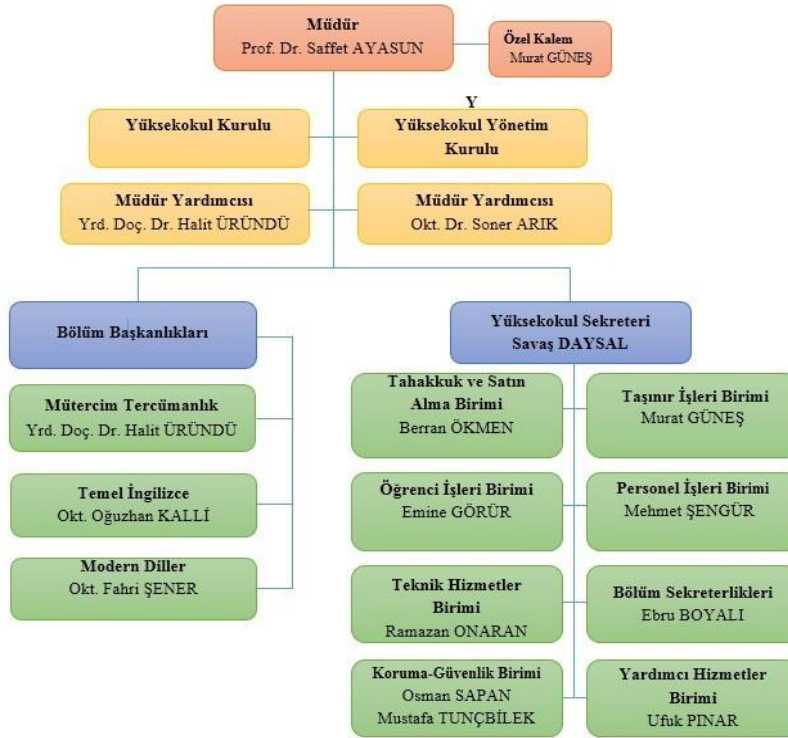 Müdür
Prof. Dr. Saffet AYASUN
Özel Kalem
Murat GÜNEŞ
Yüksekokul Kurulu
Y
Yüksekokul Yönetim
Kurulu
Müdür Yardımcısı
Yrd. Doç. Dr. Halit ÜRÜNDÜ
Müdür Yardımcısı
Okt. Dr. Soner ARIK
Bölüm Başkanlıkları
Mütercim Tercümanlık
Yrd. Doç. Dr. Halit ÜRÜNDÜ
Temel İngilizce
Okt. Oğuzhan KALLİ
Modern Diller
Okt. Fahri ŞENER
Yüksekokul Sekreteri
Savaş DAYSAL
Tahakkuk ve Satın
Alma Birimi
Berran ÖKMEN
Taşınır İşleri Birimi
Murat GÜNEŞ
Öğrenci İşleri Birimi
Emine GÖRÜR
Personel İşleri Birimi
Mehmet ŞENGÜR
Teknik Hizmetler
Birimi
Ramazan ONARAN
Bölüm Sekreterlikleri
Ebru BOYALI
Koruma-Güvenlik Birimi
Osman SAPAN
Mustafa TUNÇBİLEK
Yardımcı Hizmetler
Birimi
Ufuk PINAR